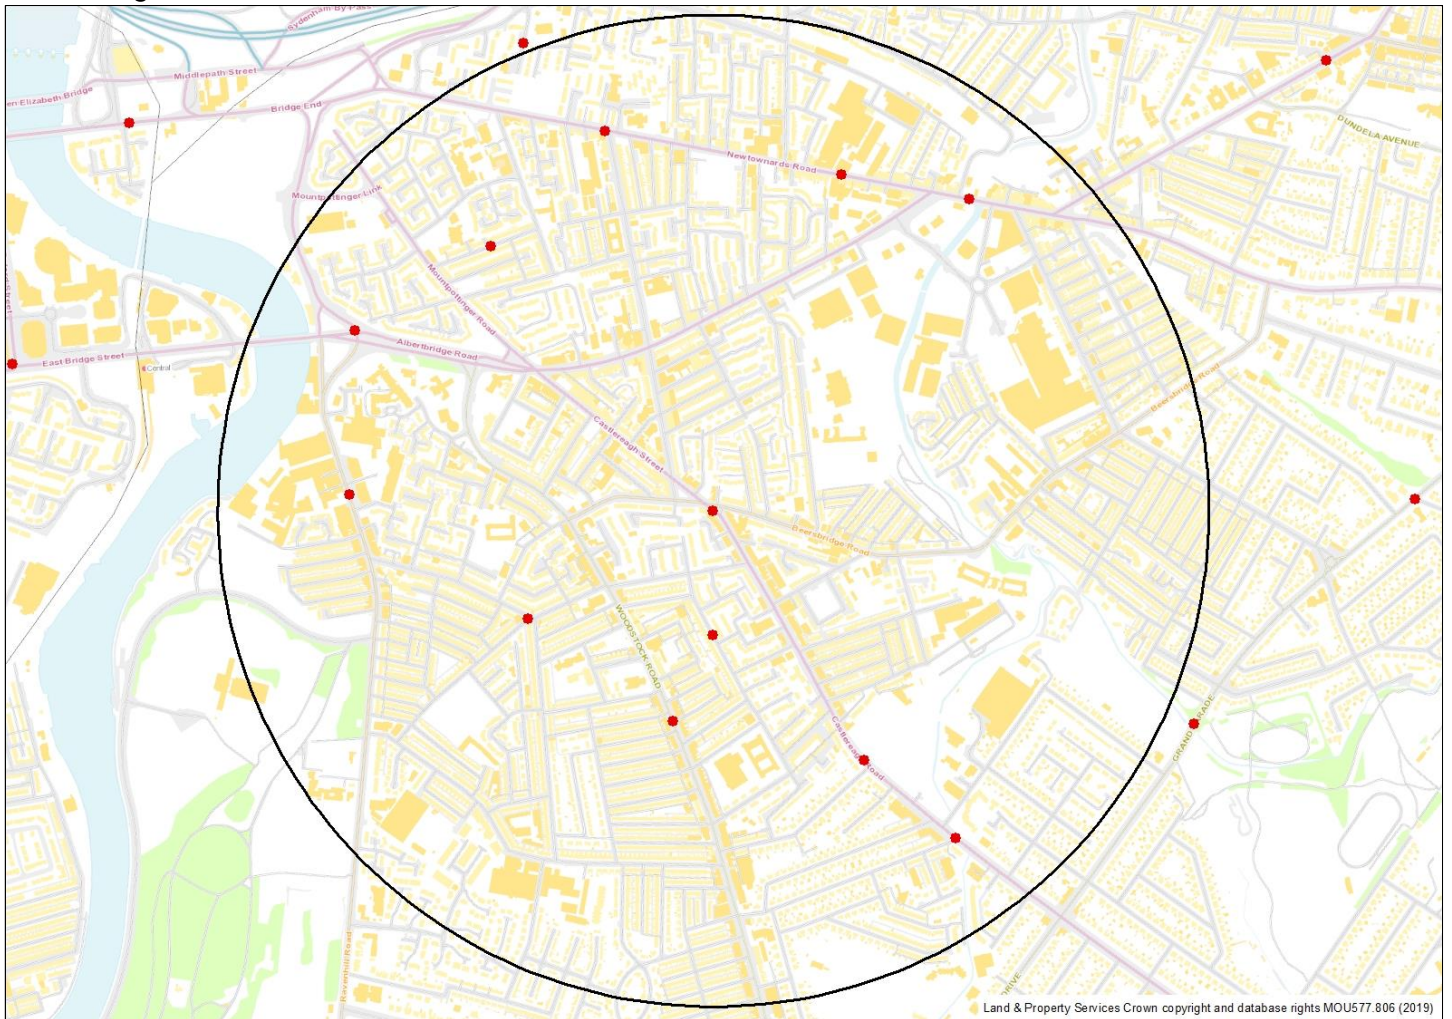 Sydenham By-Pass
Middlepath Street
en Elizabeth Bridge
Bridge End
DUNDELA AVENUE
Newtownards Road
Mountpottinger Link
Mountpottinger Road
Albertbridge Road
East Bridge Street
Central
Beersbridge Road
Castlereagh Street
Beersbridge Road
WOODSTOCK ROAD
Castlereagh Road
GRAND PARADE
Ravenhill Road
DRIVE
Land & Property Services Crown copyright and database rights MOU577.806 (2019)